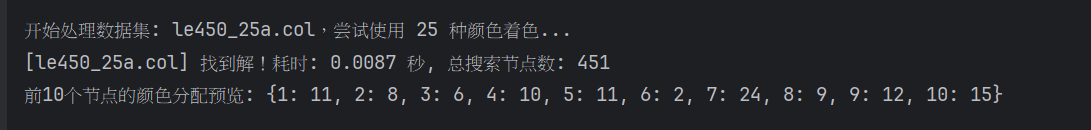 开始处理数据集: le450_25a.col，尝试使用 25 种颜色着色...
[le450_25a.col] 找到解！耗时: 0.0087 秒, 总搜索节点数: 451
前10个节点的颜色分配预览: {1: 11, 2: 8, 3: 6, 4: 10, 5: 11, 6: 2, 7: 24, 8: 9, 9: 12, 10: 15}